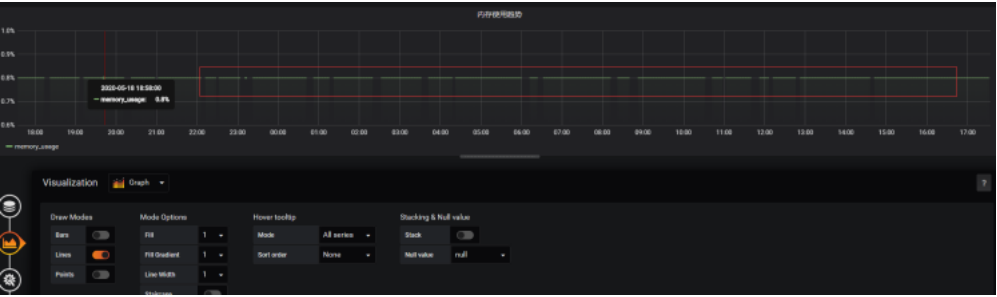 内存使用趋势
1.0%
0.9%
0.8%
0.7%
0.6%
2020-05-18 18:58:00
memory_usage: 0.8%
18:00 19:00 20:00 21:00 22:00 23:00 00:00 01:00 02:00 03:00 04:00 05:00 06:00 07:00 08:00 09:00 10:00 11:00 12:00 13:00 14:00 15:00 16:00 17:00
memory_usage
Visualization Graph ?
Draw Modes Mode Options Hover tooltip Stacking & Null value
Bars Fill 1 Mode All series Stack
Lines Fill Gradient 1 Sort order None Null value null
Points Line Width 1
Staircase